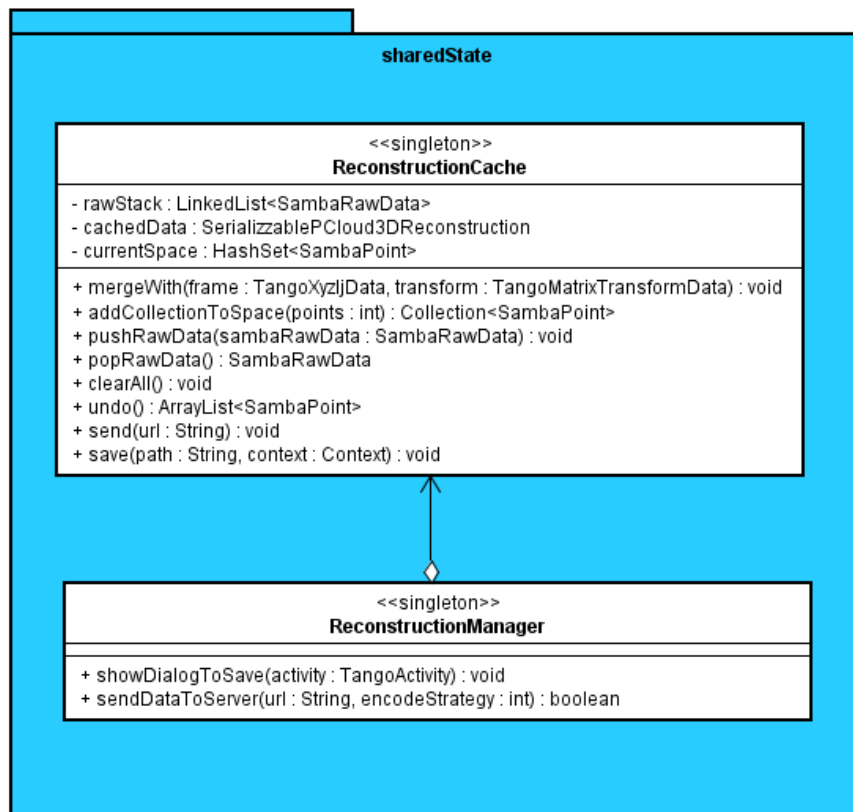 sharedState
<<singleton>>
ReconstructionCache
- rawStack : LinkedList<SambaRawData>
- cachedData : SerializzablePCloud3DReconstruction
- currentSpace : HashSet<SambaPoint>
+ mergeWith(frame : TangoXyzIjData, transform : TangoMatrixTransformData) : void
+ addCollectionToSpace(points : int) : Collection<SambaPoint>
+ pushRawData(sambaRawData : SambaRawData) : void
+ popRawData() : SambaRawData
+ clearAll() : void
+ undo() : ArrayList<SambaPoint>
+ send(url : String) : void
+ save(path : String, context : Context) : void
<<singleton>>
ReconstructionManager
+ showDialogToSave(activity : TangoActivity) : void
+ sendDataToServer(url : String, encodeStrategy : int) : boolean